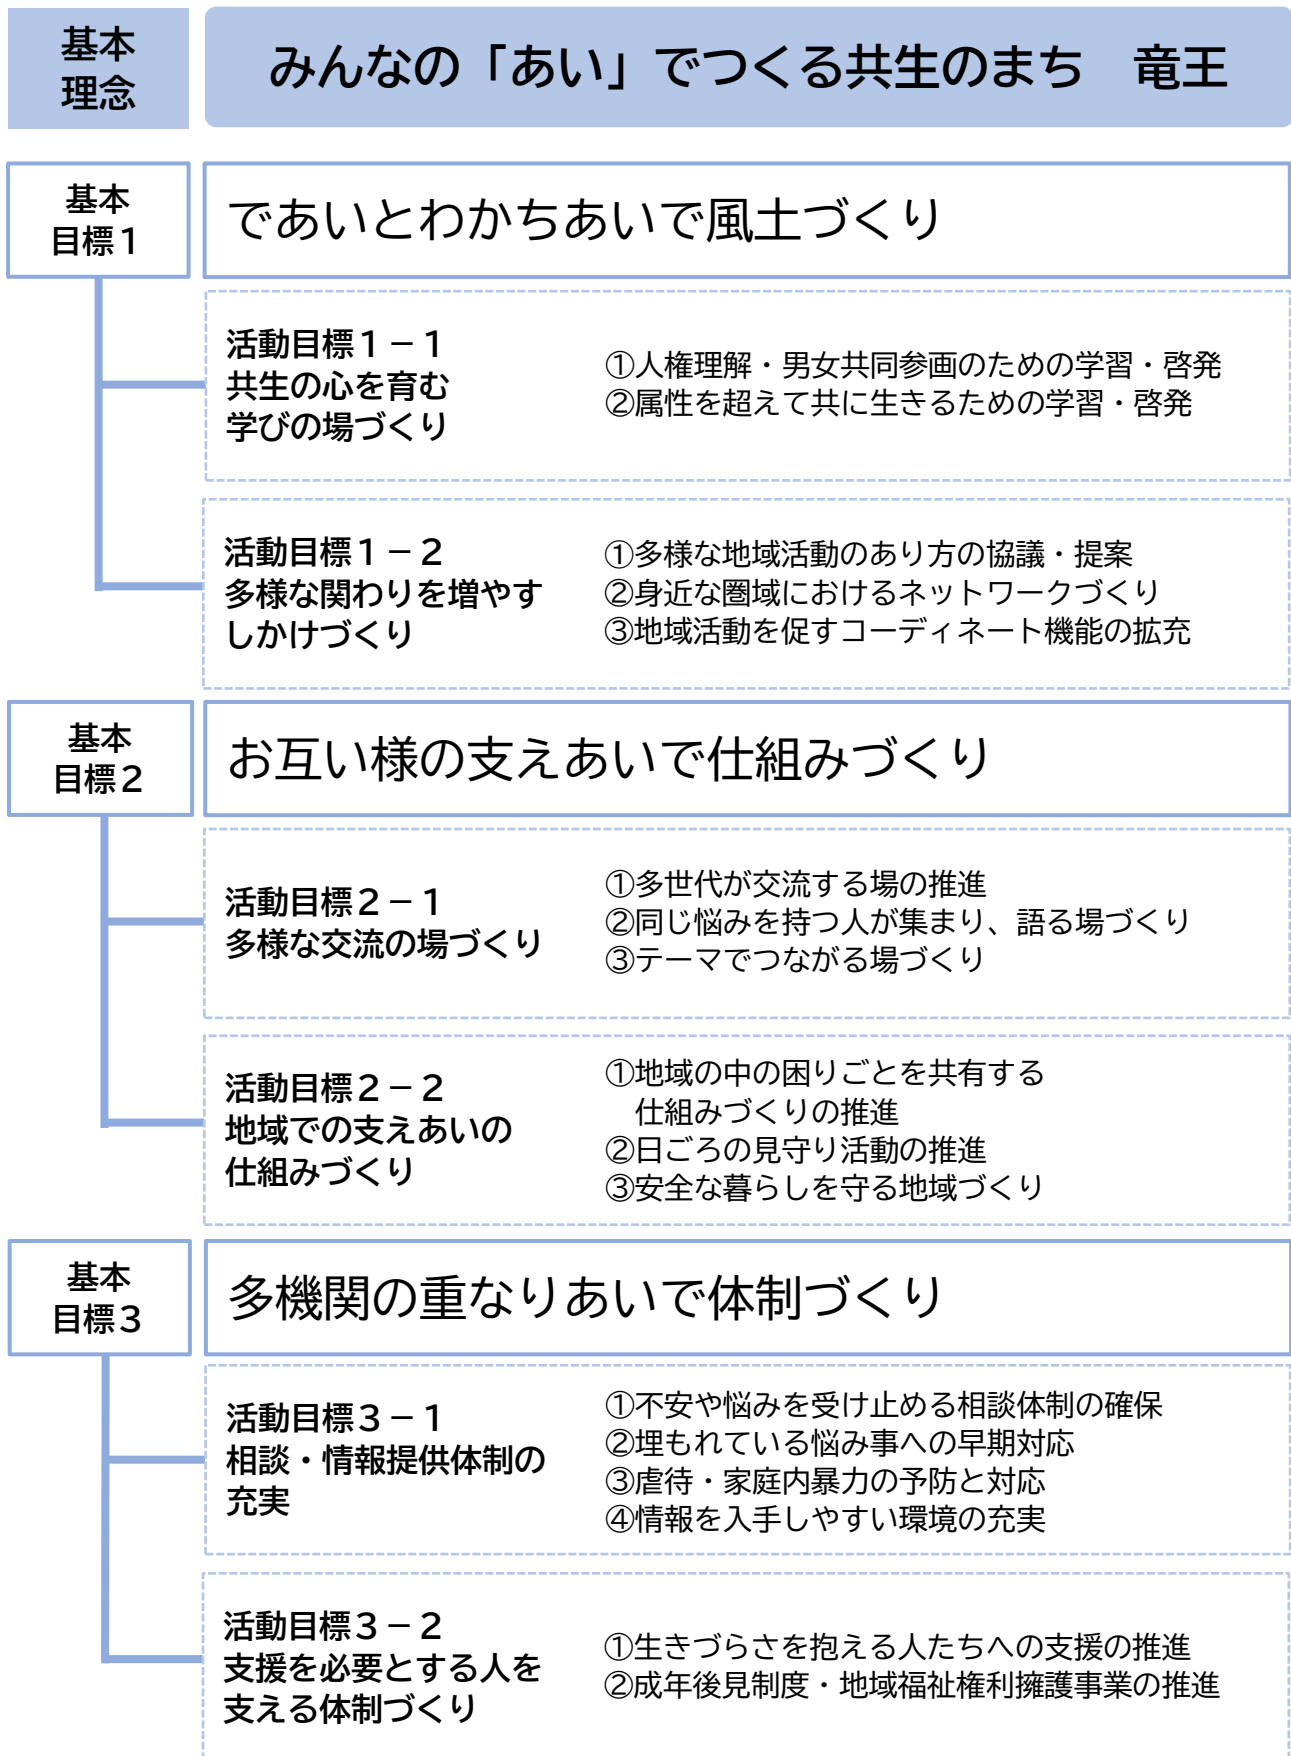 基本
理念
みんなの「あい」でつくる共生のまち　竜王
基本
目標１
であいとわかちあいで風土づくり
活動目標１－１
共生の心を育む
学びの場づくり
①人権理解・男女共同参画のための学習・啓発
②属性を超えて共に生きるための学習・啓発
活動目標１－２
多様な関わりを増やす
しかけづくり
①多様な地域活動のあり方の協議・提案
②身近な圏域におけるネットワークづくり
③地域活動を促すコーディネート機能の拡充
基本
目標２
お互い様の支えあいで仕組みづくり
活動目標２－１
多様な交流の場づくり
①多世代が交流する場の推進
②同じ悩みを持つ人が集まり、語る場づくり
③テーマでつながる場づくり
活動目標２－２
地域での支えあいの
仕組みづくり
①地域の中の困りごとを共有する
仕組みづくりの推進
②日ごろの見守り活動の推進
③安全な暮らしを守る地域づくり
基本
目標３
多機関の重なりあいで体制づくり
活動目標３－１
相談・情報提供体制の
充実
①不安や悩みを受け止める相談体制の確保
②埋もれている悩み事への早期対応
③虐待・家庭内暴力の予防と対応
④情報を入手しやすい環境の充実
活動目標３－２
支援を必要とする人を
支える体制づくり
①生きづらさを抱える人たちへの支援の推進
②成年後見制度・地域福祉権利擁護事業の推進